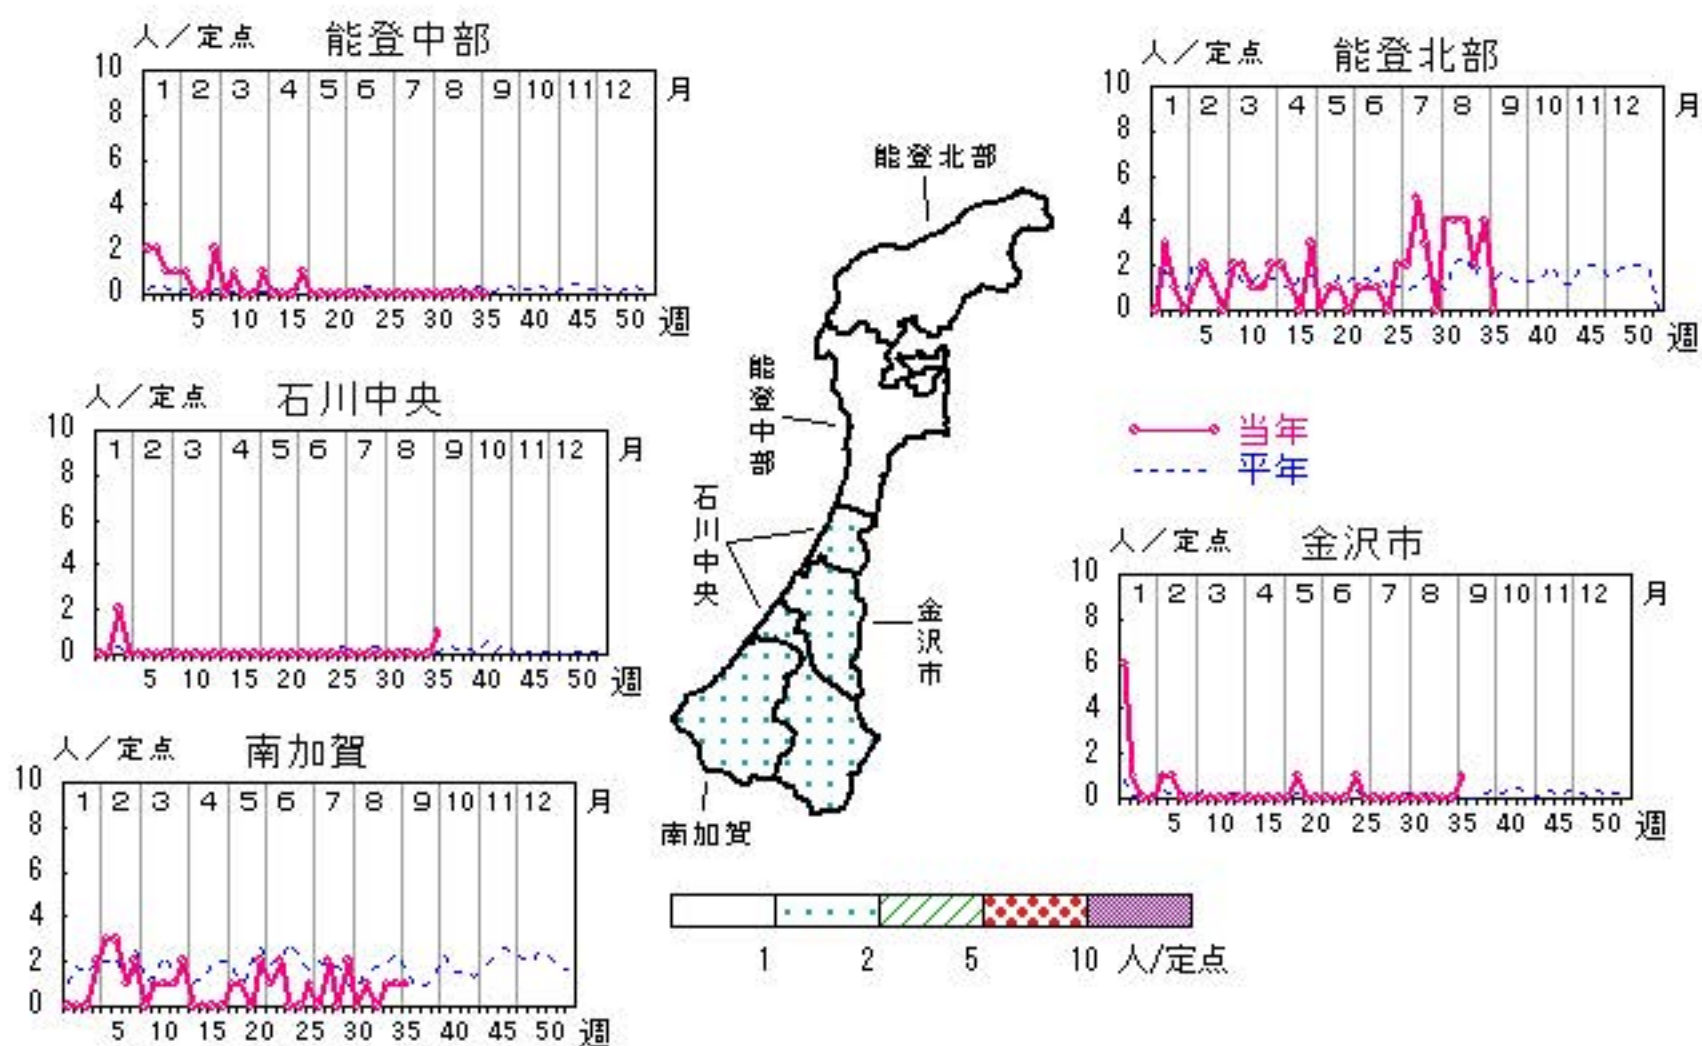 人／定点 能登中部
10 8 6 4 2 0
1 2 3 4 5 6 7 8 9 10 11 12 月
5 10 15 20 25 30 35 40 45 50 週
人／定点 能登北部
10 8 6 4 2 0
1 2 3 4 5 6 7 8 9 10 11 12 月
5 10 15 20 25 30 35 40 45 50 週
人／定点 石川中央
10 8 6 4 2 0
1 2 3 4 5 6 7 8 9 10 11 12 月
5 10 15 20 25 30 35 40 45 50 週
能登北部
能登中部
石川中央
金沢市
南加賀
当年
平年
人／定点 金沢市
10 8 6 4 2 0
1 2 3 4 5 6 7 8 9 10 11 12 月
5 10 15 20 25 30 35 40 45 50 週
人／定点 南加賀
10 8 6 4 2 0
1 2 3 4 5 6 7 8 9 10 11 12 月
5 10 15 20 25 30 35 40 45 50 週
1 2 5 10 人/定点